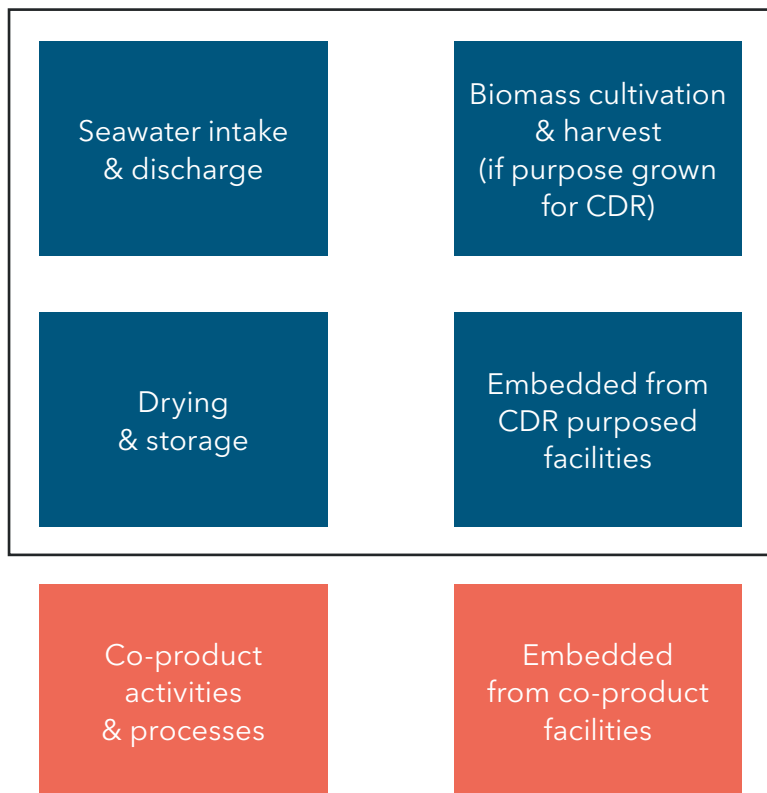 Seawater intake
& discharge
Biomass cultivation
& harvest
(if purpose grown
for CDR)
Drying
& storage
Embedded from
CDR purposed
facilities
Co-product
activities
& processes
Embedded
from co-product
facilities